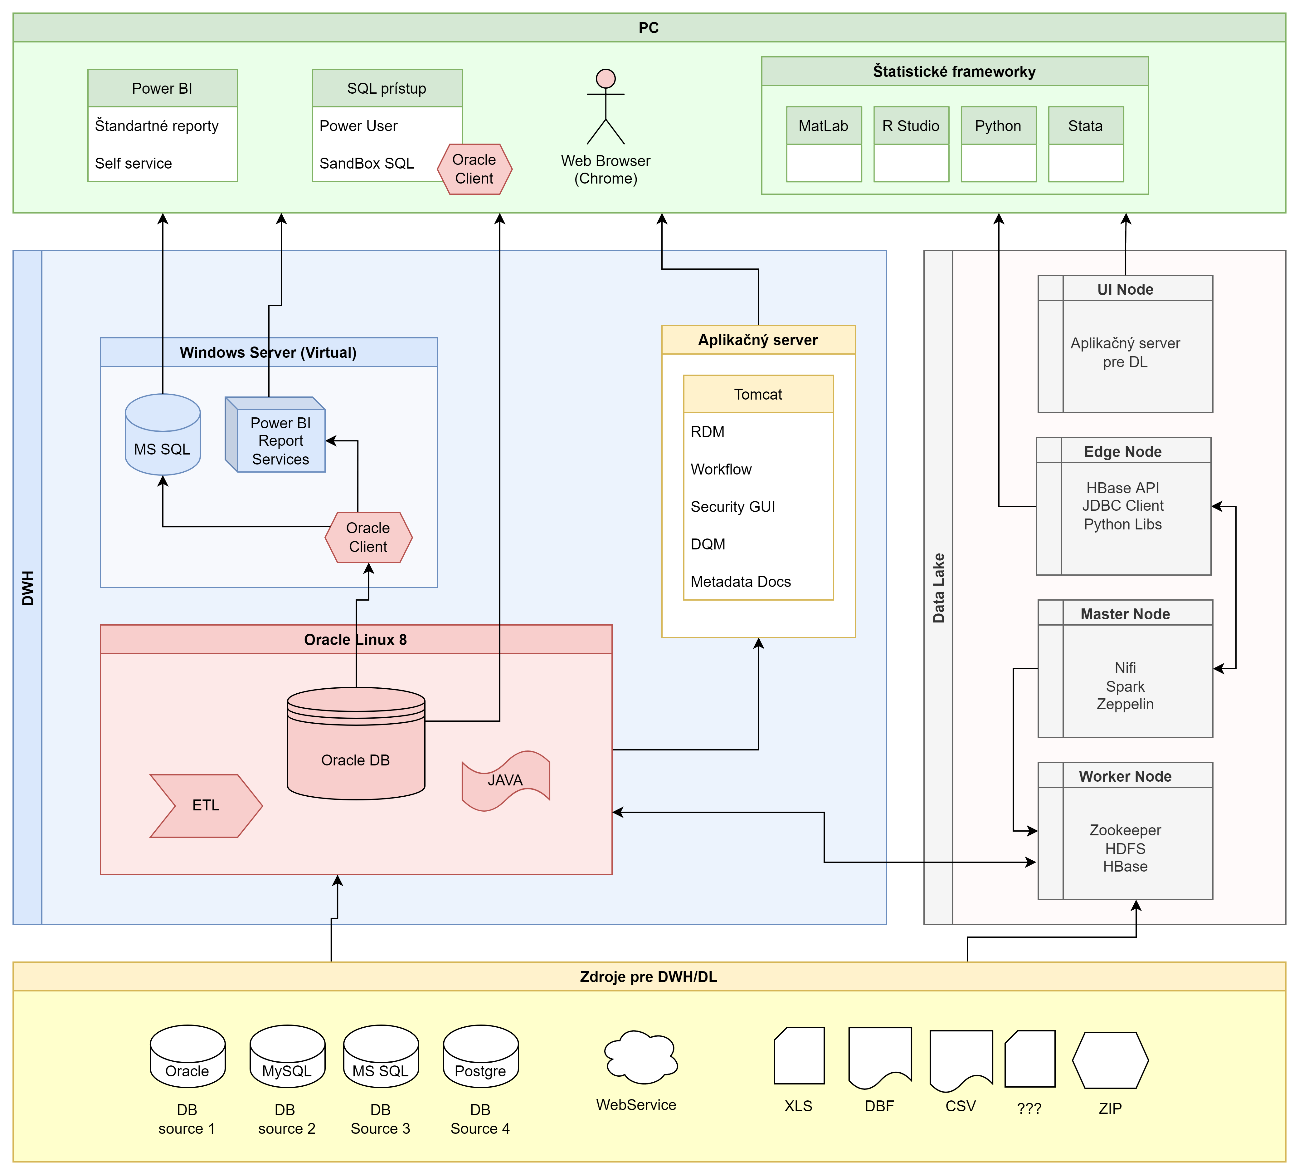 PC
Power BI
Štandartné reporty
Self service
SQL prístup
Power User
SandBox SQL
Oracle
Client
Web Browser
(Chrome)
Štatistické frameworky
MatLab
R Studio
Python
Stata
DWH
Windows Server (Virtual)
MS SQL
Power BI
Report
Services
Oracle
Client
Oracle Linux 8
Oracle DB
ETL
JAVA
Aplikačný server
Tomcat
RDM
Workflow
Security GUI
DQM
Metadata Docs
Data Lake
UI Node
Aplikačný server
pre DL
Edge Node
HBase API
JDBC Client
Python Libs
Master Node
Nifi
Spark
Zeppelin
Worker Node
Zookeeper
HDFS
HBase
Zdroje pre DWH/DL
Oracle
DB
source 1
MySQL
DB
source 2
MS SQL
DB
Source 3
Postgre
DB
Source 4
WebService
XLS
DBF
CSV
???
ZIP